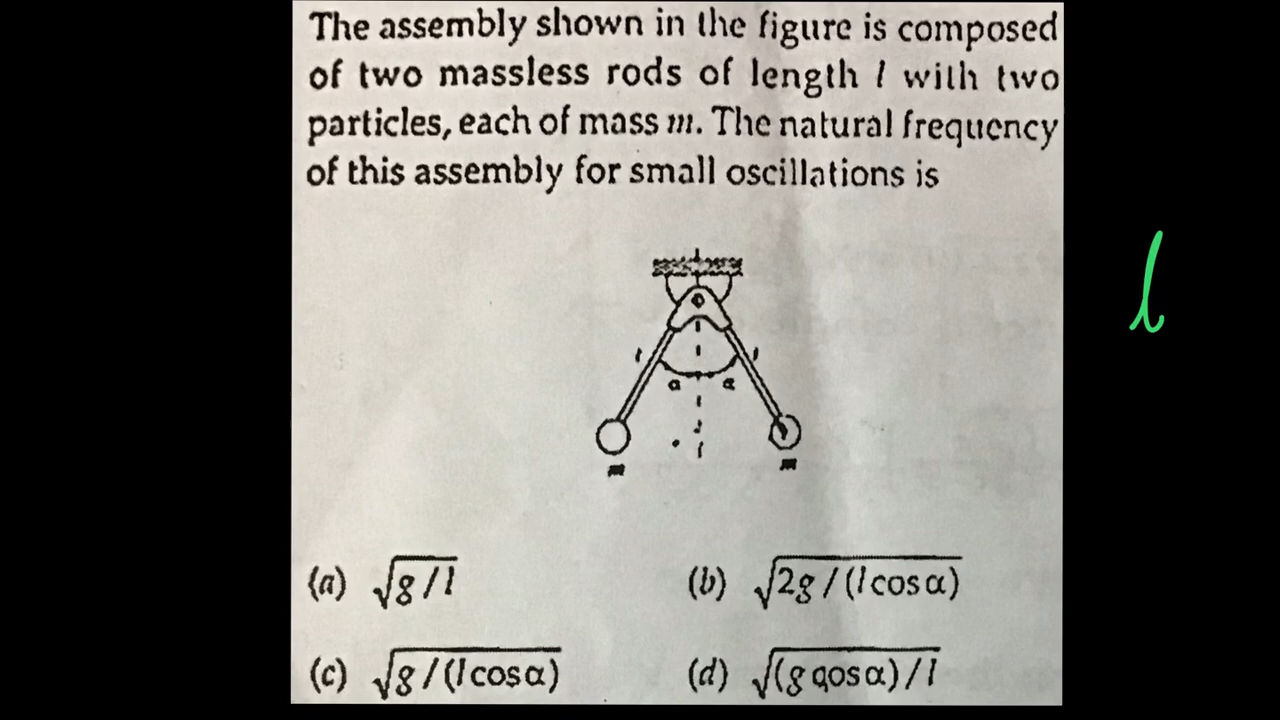 The assembly shown in the figure is composed
of two massless rods of length l with two
particles, each of mass m. The natural frequency
of this assembly for small oscillations is
l
l l
α α
m m
(a) √g/l (b) √2g/(l cos α)
(c) √g/(l cos α) (d) √(g cos α)/l